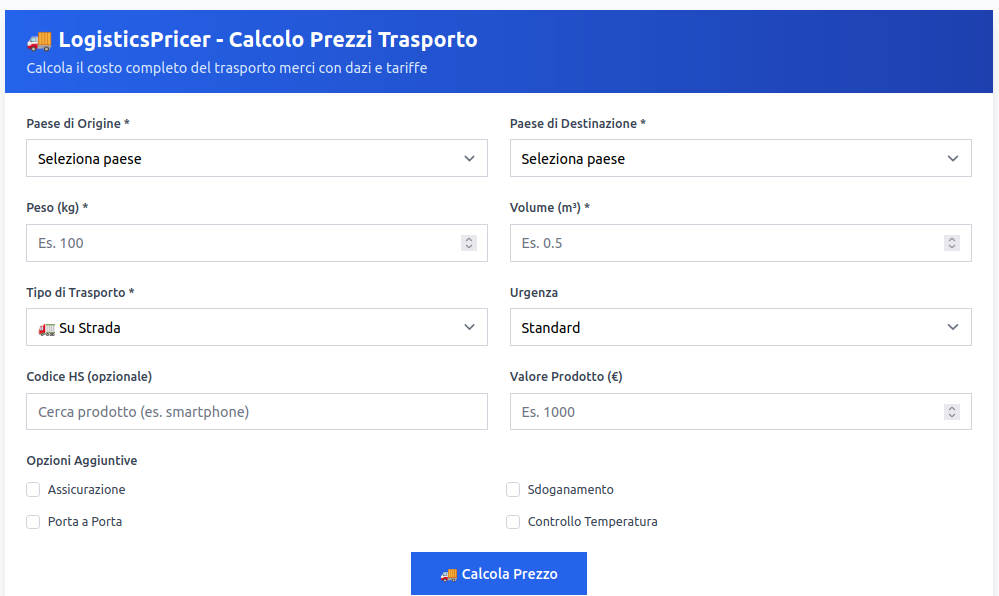 🚚 LogisticsPricer - Calcolo Prezzi Trasporto
Calcola il costo completo del trasporto merci con dazi e tariffe
Paese di Origine *
Paese di Destinazione *
Seleziona paese
Seleziona paese
Peso (kg) *
Volume (m³) *
Es. 100
Es. 0.5
Tipo di Trasporto *
Urgenza
🚛 Su Strada
Standard
Codice HS (opzionale)
Valore Prodotto (€)
Cerca prodotto (es. smartphone)
Es. 1000
Opzioni Aggiuntive
Assicurazione
Sdoganamento
Porta a Porta
Controllo Temperatura
🚚 Calcola Prezzo